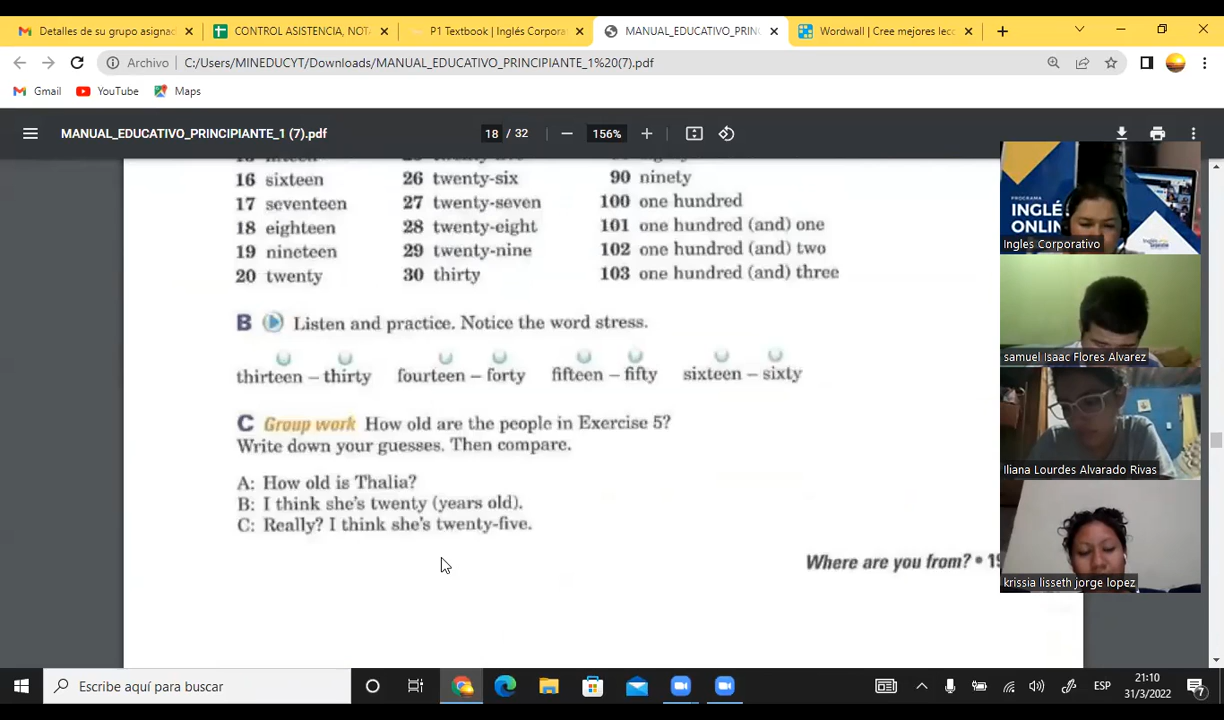 Detalles de su grupo asignac
CONTROL ASISTENCIA, NOT
P1 Textbook | Inglés Corporat
MANUAL_EDUCATIVO_PRINC
Wordwall | Cree mejores lecc
Archivo
C:/Users/MINEDUCYT/Downloads/MANUAL_EDUCATIVO_PRINCIPIANTE_1%20(7).pdf
Gmail
YouTube
Maps
MANUAL_EDUCATIVO_PRINCIPIANTE_1 (7).pdf
18 / 32
156%
16 sixteen
26 twenty-six
90 ninety
17 seventeen
27 twenty-seven
100 one hundred
18 eighteen
28 twenty-eight
101 one hundred (and) one
19 nineteen
29 twenty-nine
102 one hundred (and) two
20 twenty
30 thirty
103 one hundred (and) three
B Listen and practice. Notice the word stress.
thirteen – thirty fourteen – forty fifteen – fifty sixteen – sixty
C Group work How old are the people in Exercise 5?
Write down your guesses. Then compare.
A: How old is Thalia?
B: I think she's twenty (years old).
C: Really? I think she's twenty-five.
Where are you from? • 19
PROGRAMA
INGLÉ
ONLIN
Ingles Corporativo
samuel Isaac Flores Alvarez
Iliana Lourdes Alvarado Rivas
krissia lisseth jorge lopez
Escribe aquí para buscar
ESP
21:10
31/3/2022
7